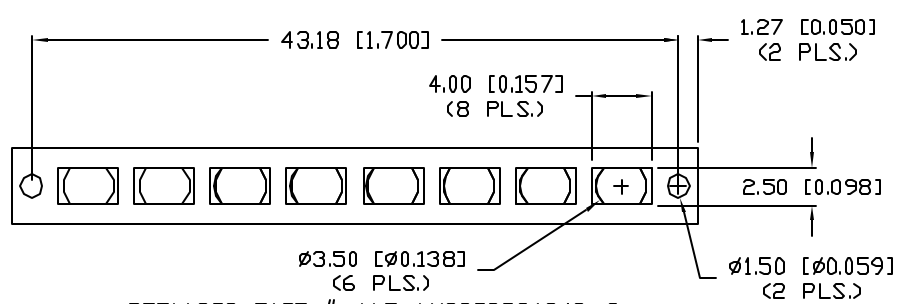 43.18 [1.700]
1.27 [0.050]
(2 PLS.)
4.00 [0.157]
(8 PLS.)
2.50 [0.098]
Ø3.50 [Ø0.138]
(6 PLS.)
Ø1.50 [Ø0.059]
(2 PLS.)